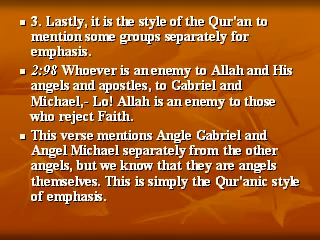 3. Lastly, it is the style of the Qur'an to
mention some groups separately for
emphasis.
2:98 Whoever is an enemy to Allah and His
angels and apostles, to Gabriel and
Michael,- Lo! Allah is an enemy to those
who reject Faith.
This verse mentions Angle Gabriel and
Angel Michael separately from the other
angels, but we know that they are angels
themselves. This is simply the Qur'anic style
of emphasis.